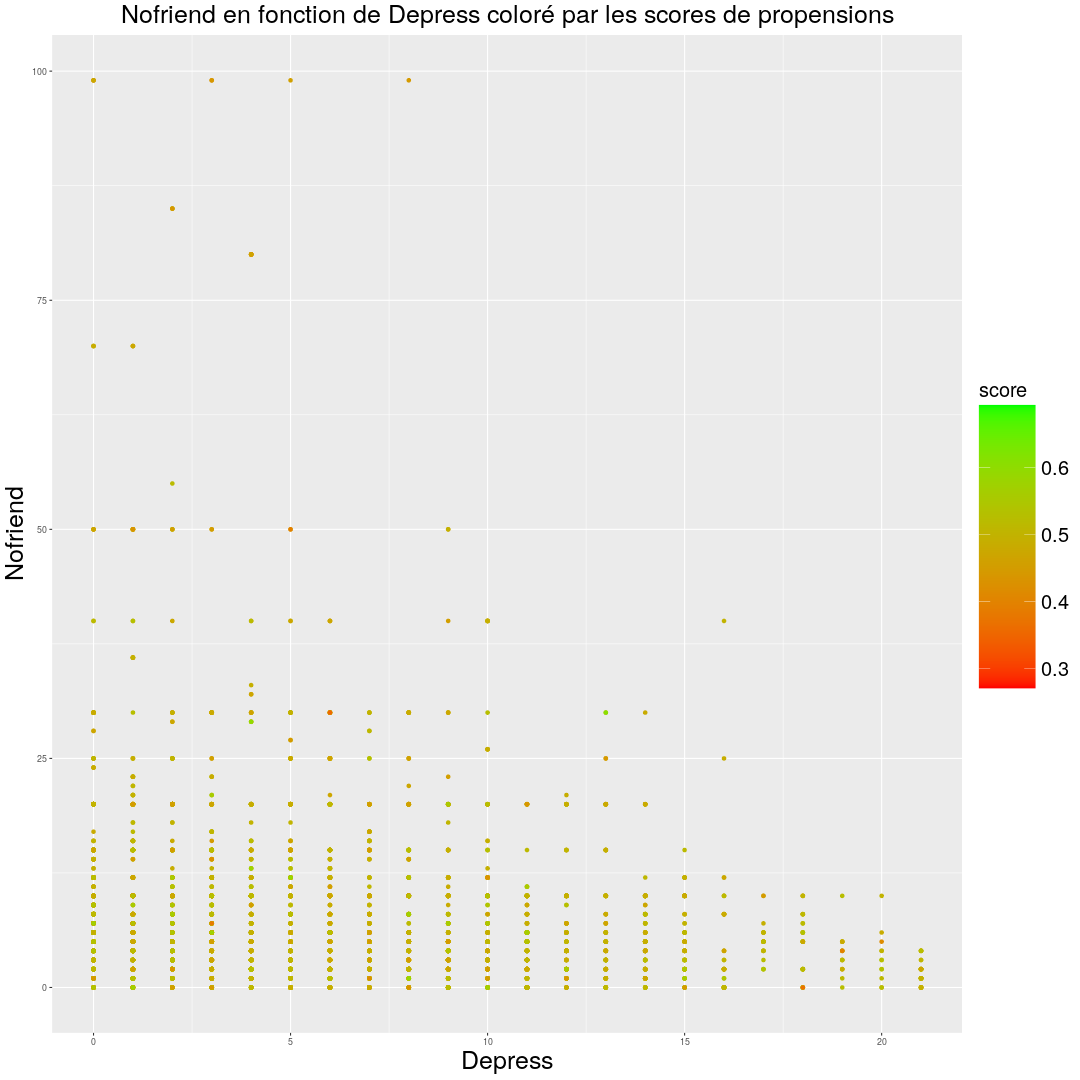 Nofriend en fonction de Depress coloré par les scores de propensions
100
75
50
25
0
Nofriend
0 5 10 15 20
Depress
score
0.6
0.5
0.4
0.3